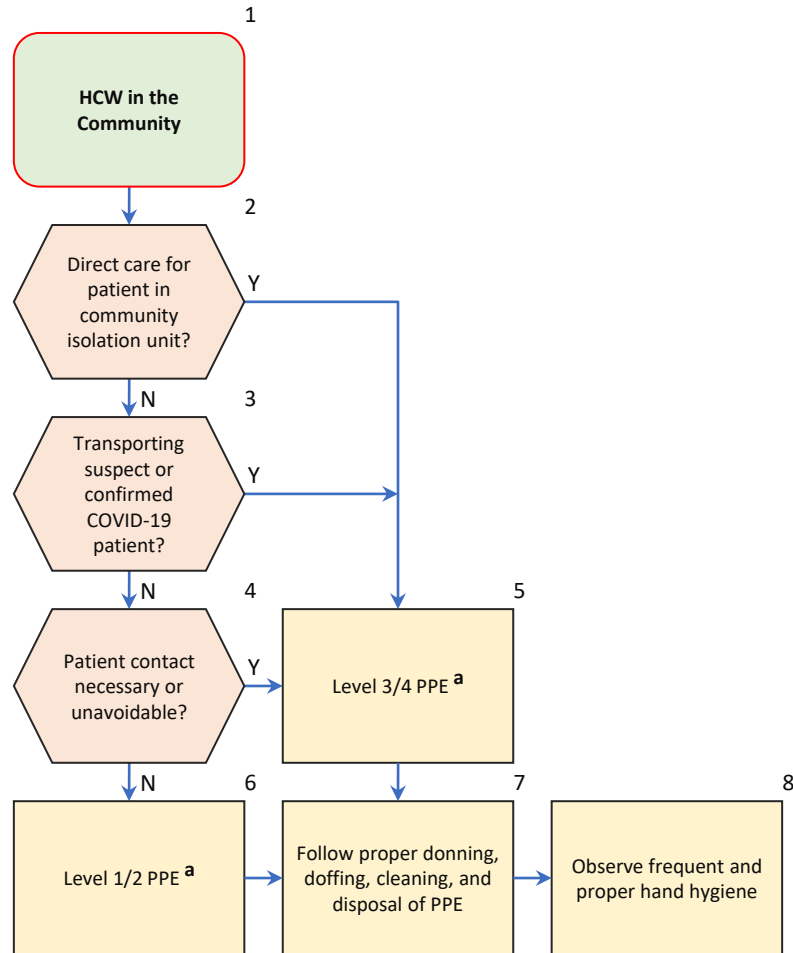 1
HCW in the
Community
2
Direct care for
patient in
community
isolation unit?
Y
N
3
Transporting
suspect or
confirmed
COVID-19
patient?
Y
N
4
Patient contact
necessary or
unavoidable?
Y
5
Level 3/4 PPE a
N
6
Level 1/2 PPE a
7
Follow proper donning,
doffing, cleaning, and
disposal of PPE
8
Observe frequent and
proper hand hygiene